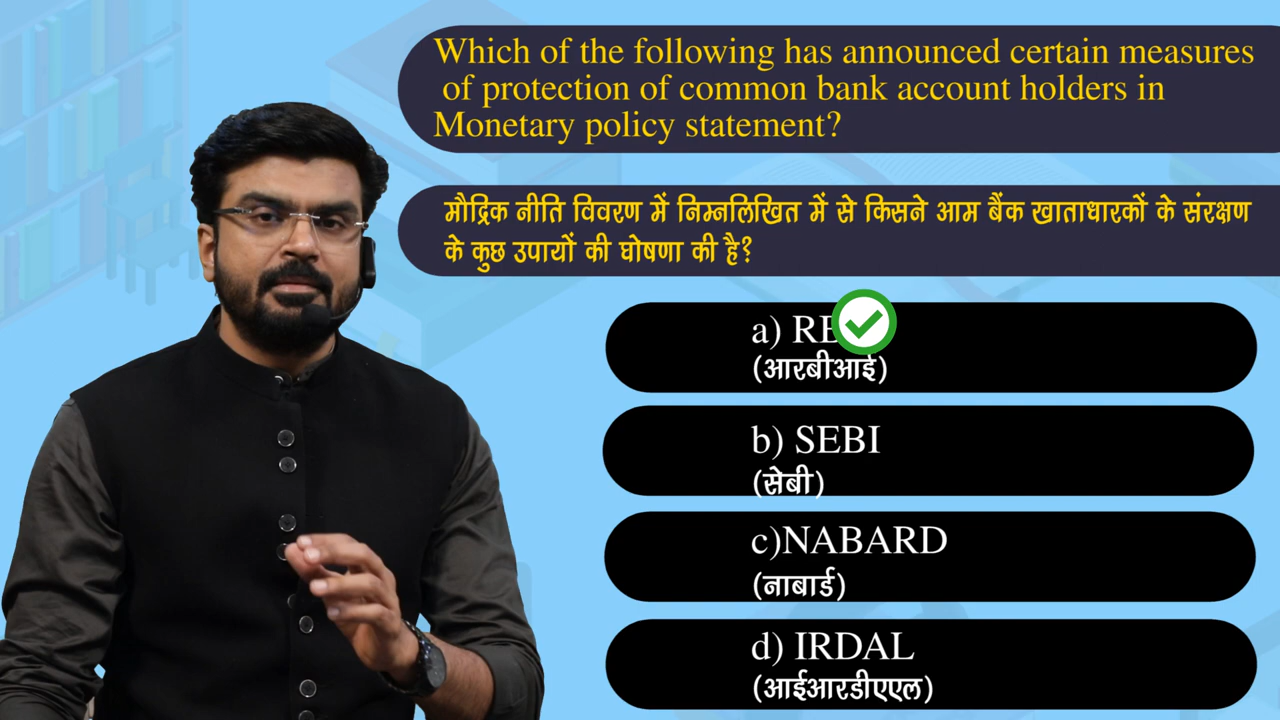 Which of the following has announced certain measures
of protection of common bank account holders in
Monetary policy statement?
मौद्रिक नीति विवरण में निम्नलिखित में से किसने आम बैंक खाताधारकों के संरक्षण
के कुछ उपायों की घोषणा की है?
a)
(आरबीआई)
b) SEBI
(सेबी)
c)NABARD
(नाबार्ड)
d) IRDAL
(आईआरडीएएल)